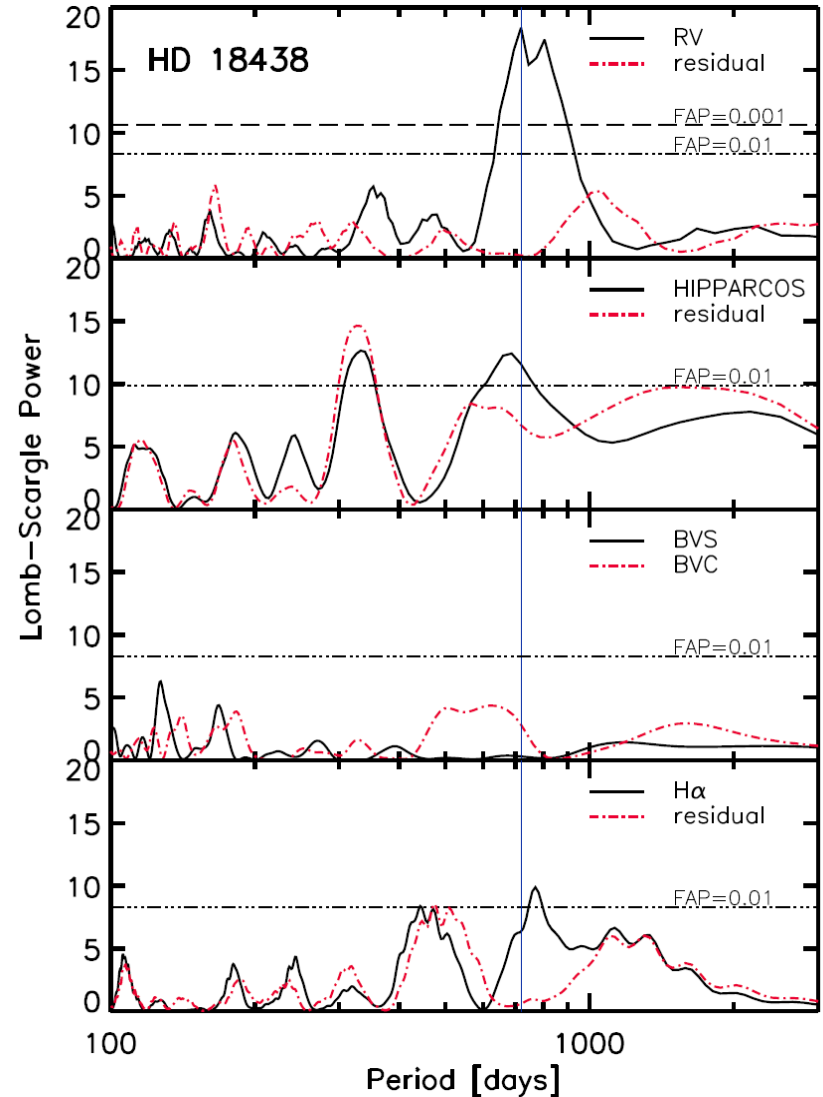 HD 18438
RV
residual
FAP=0.001
FAP=0.01
20
15
10
5
0
HIPPARCOS
residual
FAP=0.01
20
15
10
5
0
BVS
BVC
FAP=0.01
20
15
10
5
0
Hα
residual
FAP=0.01
20
15
10
5
0
Lomb-Scargle Power
100
1000
Period [days]